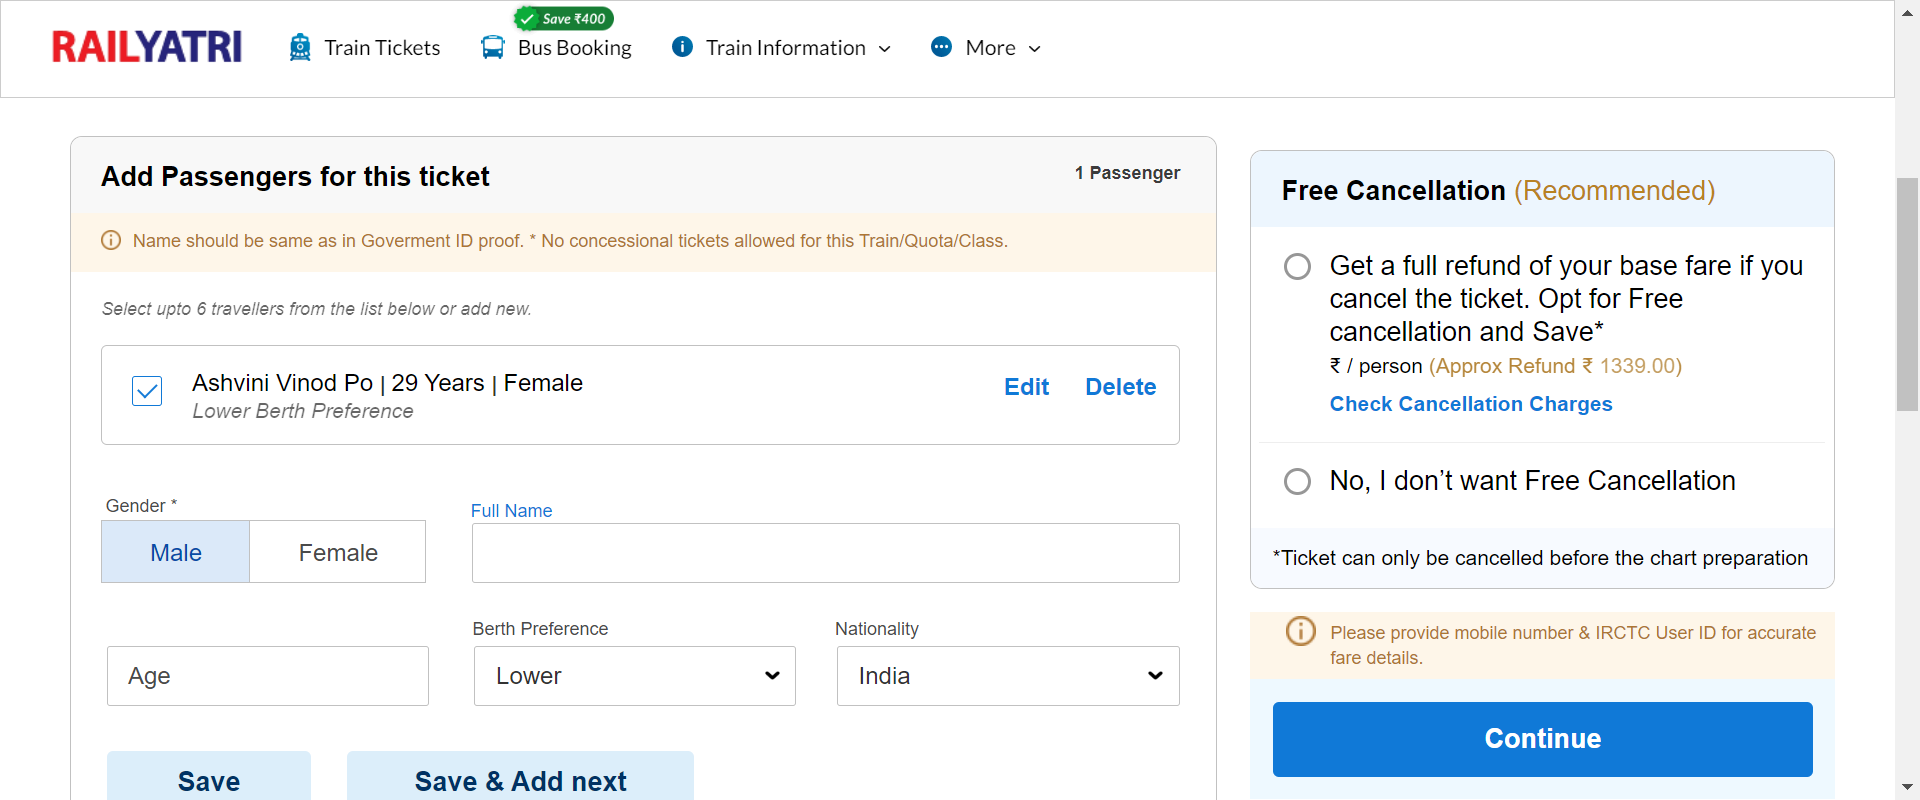 RAILYATRI
Train Tickets
Save ₹400
Bus Booking
Train Information
More
Add Passengers for this ticket
1 Passenger
Name should be same as in Goverment ID proof. * No concessional tickets allowed for this Train/Quota/Class.
Select upto 6 travellers from the list below or add new.
Ashvini Vinod Po | 29 Years | Female
Lower Berth Preference
Edit
Delete
Gender *
Male
Female
Full Name
Age
Berth Preference
Lower
Nationality
India
Save
Save & Add next
Free Cancellation (Recommended)
Get a full refund of your base fare if you
cancel the ticket. Opt for Free
cancellation and Save*
₹ / person (Approx Refund ₹ 1339.00)
Check Cancellation Charges
No, I don’t want Free Cancellation
*Ticket can only be cancelled before the chart preparation
Please provide mobile number & IRCTC User ID for accurate
fare details.
Continue